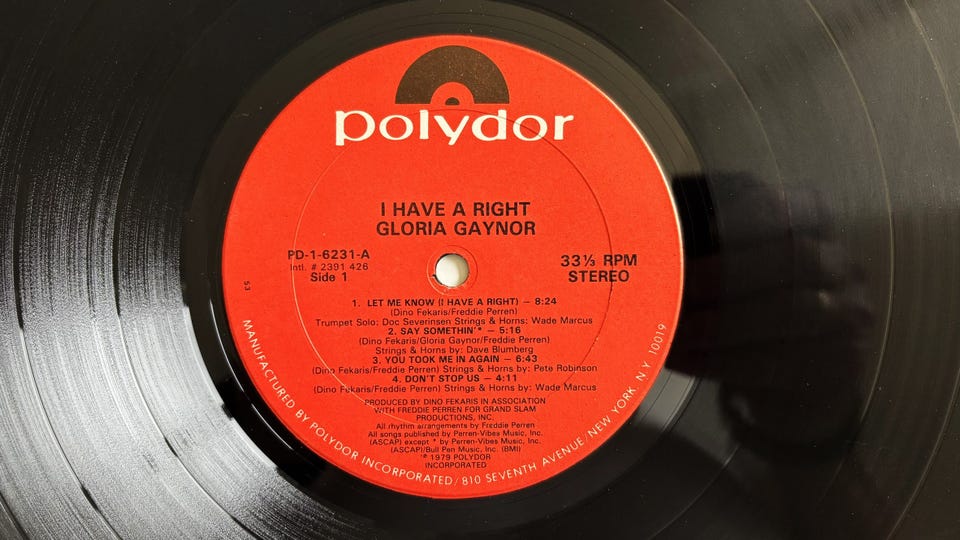 polydor
I HAVE A RIGHT
GLORIA GAYNOR
PD-1-6231-A
Intl. # 2391 426
Side 1
33⅓ RPM
STEREO
53
1. LET ME KNOW (I HAVE A RIGHT) – 8:24
(Dino Fekaris/Freddie Perren)
Trumpet Solo: Doc Severinsen Strings & Horns: Wade Marcus
2. SAY SOMETHIN'* – 5:16
(Dino Fekaris/Gloria Gaynor/Freddie Perren)
Strings & Horns by: Dave Blumberg
3. YOU TOOK ME IN AGAIN – 6:43
(Dino Fekaris/Freddie Perren) Strings & Horns by: Pete Robinson
4. DON'T STOP US – 4:11
(Dino Fekaris/Freddie Perren) Strings & Horns by: Wade Marcus
PRODUCED BY DINO FEKARIS IN ASSOCIATION
WITH FREDDIE PERREN FOR GRAND SLAM
PRODUCTIONS, INC.
All rhythm arrangements by Freddie Perren
All songs published by Perren-Vibes Music, Inc.
(ASCAP) except * by Perren-Vibes Music, Inc.
(ASCAP)/Bull Pen Music, Inc. (BMI)
℗ 1979 POLYDOR
INCORPORATED
MANUFACTURED BY POLYDOR INCORPORATED/810 SEVENTH AVENUE/NEW YORK N.Y. 10019